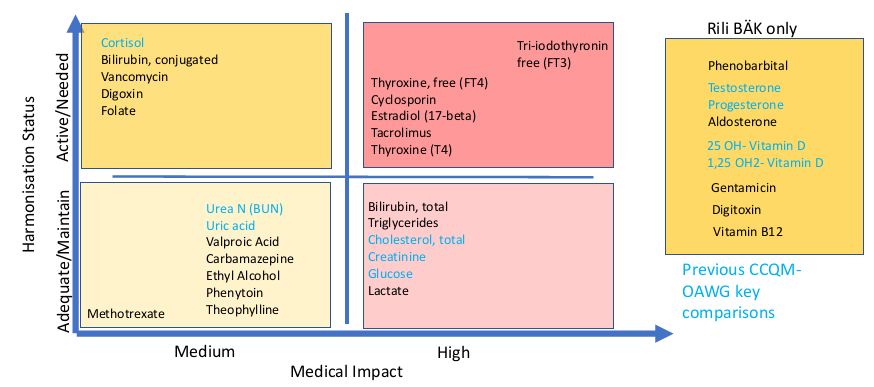 Harmonisation Status
Active/Needed
Adequate/Maintain
Cortisol
Bilirubin, conjugated
Vancomycin
Digoxin
Folate
Tri-iodothyronin
free (FT3)
Thyroxine, free (FT4)
Cyclosporin
Estradiol (17-beta)
Tacrolimus
Thyroxine (T4)
Urea N (BUN)
Uric acid
Valproic Acid
Carbamazepine
Ethyl Alcohol
Phenytoin
Theophylline
Methotrexate
Bilirubin, total
Triglycerides
Cholesterol, total
Creatinine
Glucose
Lactate
Medium
High
Medical Impact
Rili BÄK only
Phenobarbital
Testosterone
Progesterone
Aldosterone
25 OH- Vitamin D
1,25 OH2- Vitamin D
Gentamicin
Digitoxin
Vitamin B12
Previous CCQM-
OAWG key
comparisons